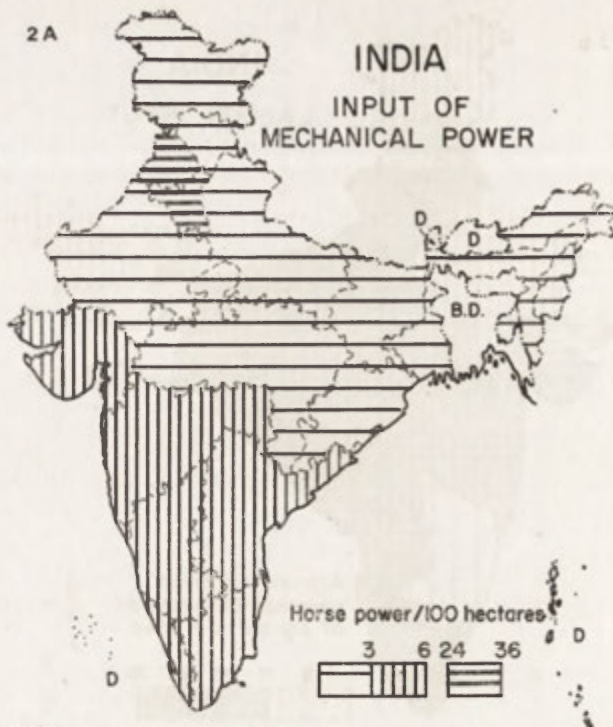 2A
INDIA
INPUT OF
MECHANICAL POWER
D
D
B.D.
Horse power/100 hectares
D
D
3 6 24 36